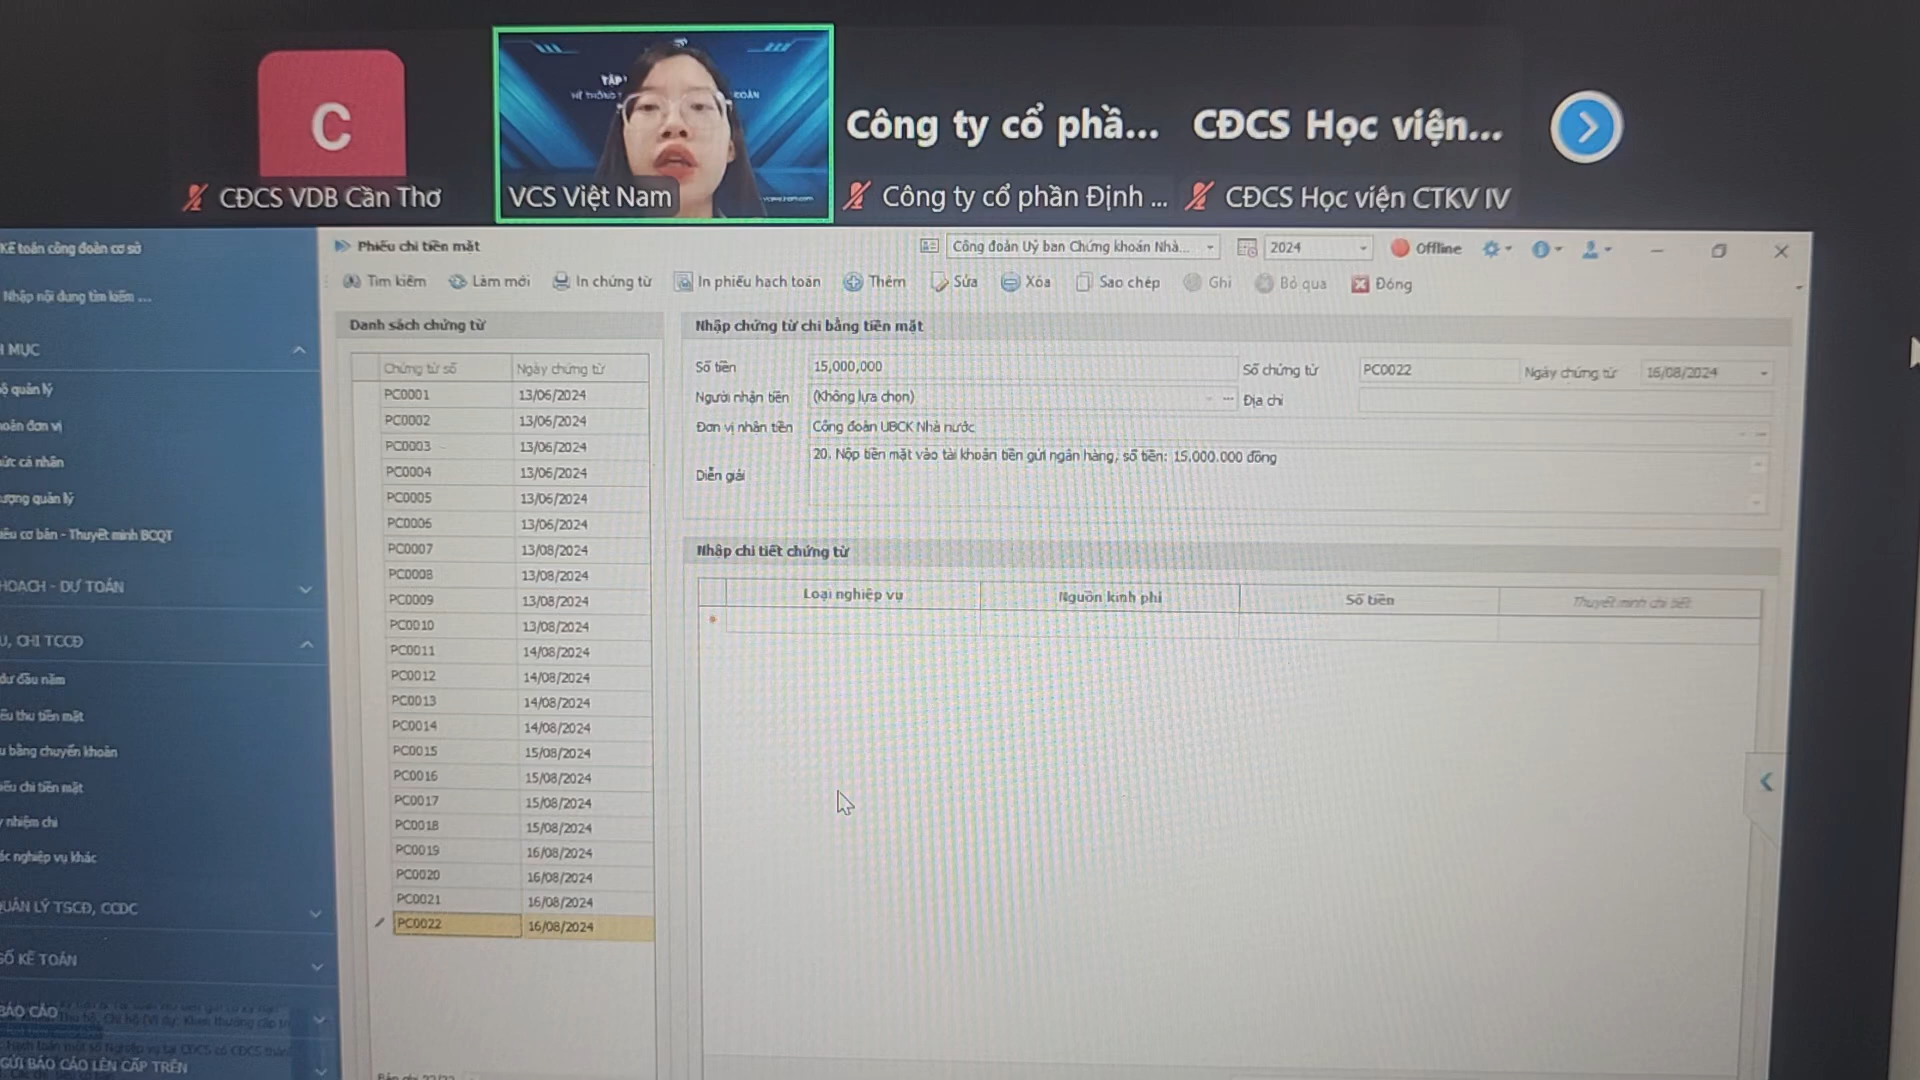 C
CĐCS VDB Cần Thơ
TẬP
HỆ THỐNG
ĐOÀN
VCS Việt Nam
Công ty cổ phầ...
Công ty cổ phần Định ...
CĐCS Học viện...
CĐCS Học viện CTKV IV
Kế toán công đoàn cơ sở
Nhập nội dung tìm kiếm ...
MỤC
quản lý
đơn vị
cá nhân
quản lý
cơ bản - Thuyết minh BCQT
HOẠCH - DỰ TOÁN
CHI TCCĐ
dư đầu năm
thu tiền mặt
bằng chuyển khoản
chi tiền mặt
nhiệm chi
nghiệp vụ khác
QUẢN LÝ TSCĐ, CCDC
SỔ KẾ TOÁN
BÁO CÁO
GỬI BÁO CÁO LÊN CẤP TRÊN
Phiếu chi tiền mặt
Công đoàn Uỷ ban Chứng khoán Nhà...
2024
Offline
Tìm kiếm
Làm mới
In chứng từ
In phiếu hạch toán
Thêm
Sửa
Xóa
Sao chép
Ghi
Bỏ qua
Đóng
Danh sách chứng từ
Chứng từ số Ngày chứng từ
PC0001 13/06/2024
PC0002 13/06/2024
PC0003 13/06/2024
PC0004 13/06/2024
PC0005 13/06/2024
PC0006 13/06/2024
PC0007 13/08/2024
PC0008 13/08/2024
PC0009 13/08/2024
PC0010 13/08/2024
PC0011 14/08/2024
PC0012 14/08/2024
PC0013 14/08/2024
PC0014 14/08/2024
PC0015 15/08/2024
PC0016 15/08/2024
PC0017 15/08/2024
PC0018 15/08/2024
PC0019 16/08/2024
PC0020 16/08/2024
PC0021 16/08/2024
PC0022 16/08/2024
Nhập chứng từ chi bằng tiền mặt
Số tiền 15,000,000 Số chứng từ PC0022 Ngày chứng từ 16/08/2024
Người nhận tiền (Không lựa chọn) Địa chỉ
Đơn vị nhận tiền Công đoàn UBCK Nhà nước
Diễn giải 20. Nộp tiền mặt vào tài khoản tiền gửi ngân hàng, số tiền: 15.000.000 đồng
Nhập chi tiết chứng từ
Loại nghiệp vụ Nguồn kinh phí Số tiền Thuyết minh chi tiết